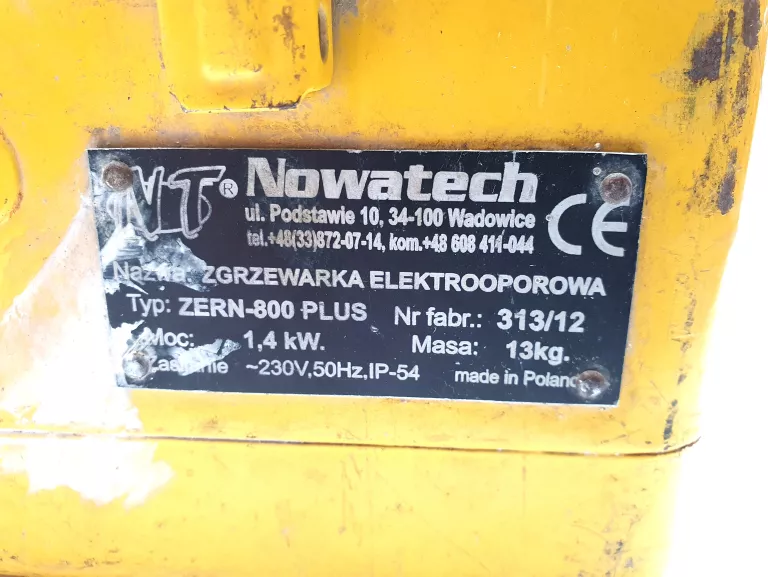 NT® Nowatech
ul. Podstawie 10, 34-100 Wadowice
tel.+48(33)872-07-14, kom.+48 608 411-044
CE
Nazwa: ZGRZEWARKA ELEKTROOPOROWA
Typ: ZERN-800 PLUS Nr fabr.: 313/12
Moc: 1,4 kW. Masa: 13kg.
~230V,50Hz,IP-54 made in Poland